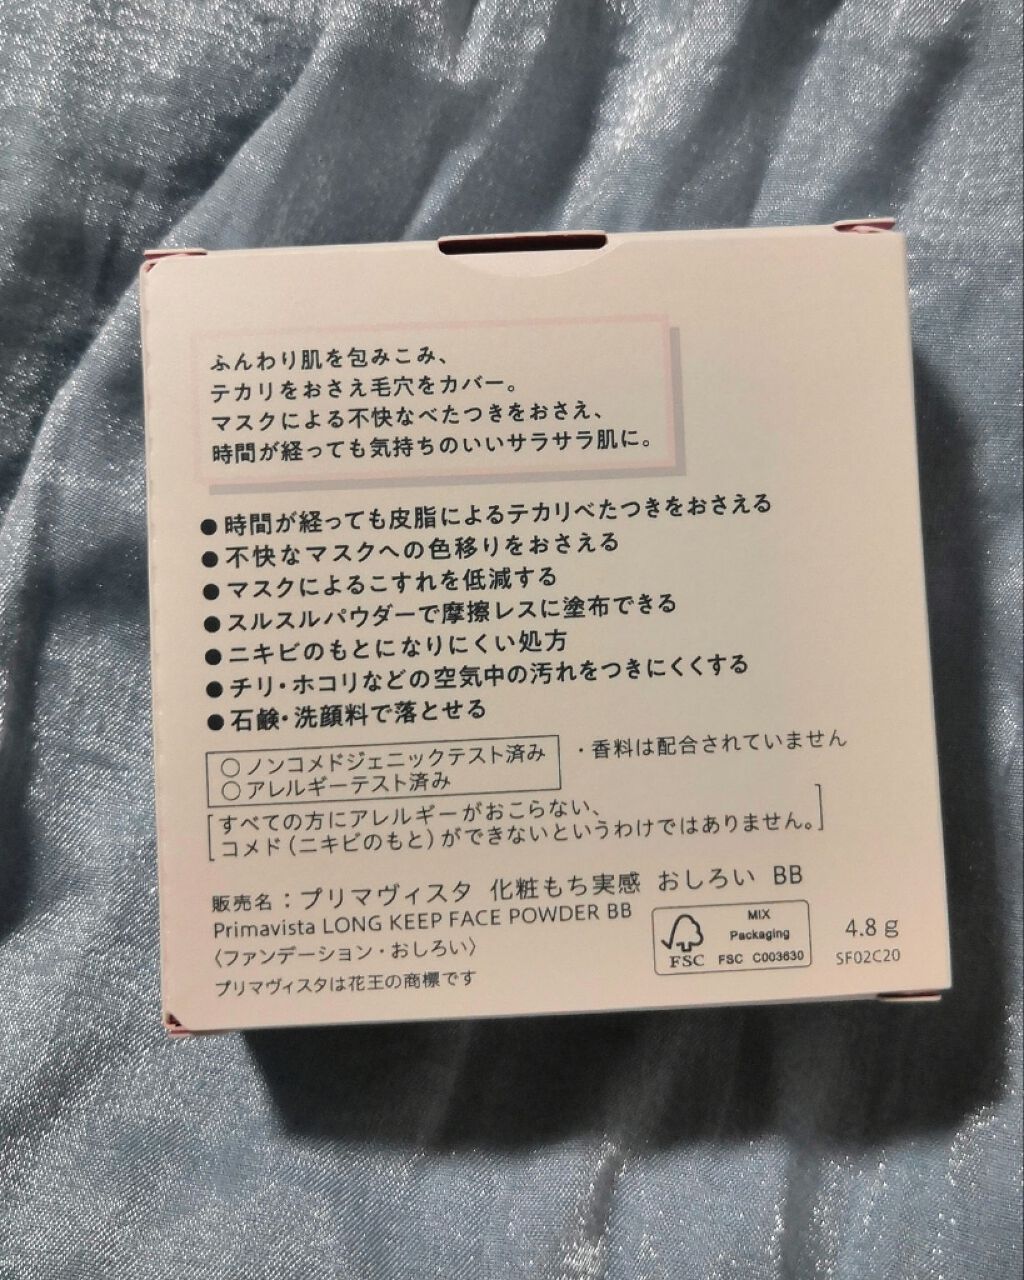 ふんわり肌を包みこみ、
テカリをおさえ毛穴をカバー。
マスクによる不快なべたつきをおさえ、
時間が経っても気持ちのいいサラサラ肌に。
●時間が経っても皮脂によるテカリべたつきをおさえる
●不快なマスクへの色移りをおさえる
●マスクによるこすれを低減する
●スルスルパウダーで摩擦レスに塗布できる
●ニキビのもとになりにくい処方
●チリ・ホコリなどの空気中の汚れをつきにくくする
●石鹸・洗顔料で落とせる
○ノンコメドジェニックテスト済み
○アレルギーテスト済み
・香料は配合されていません
[すべての方にアレルギーがおこらない、
コメド(ニキビのもと)ができないというわけではありません。]
販売名：プリマヴィスタ 化粧もち実感 おしろい BB
Primavista LONG KEEP FACE POWDER BB
〈ファンデーション・おしろい〉
プリマヴィスタは花王の商標です
FSC
MIX
Packaging
FSC C003630
4.8 g
SF02C20